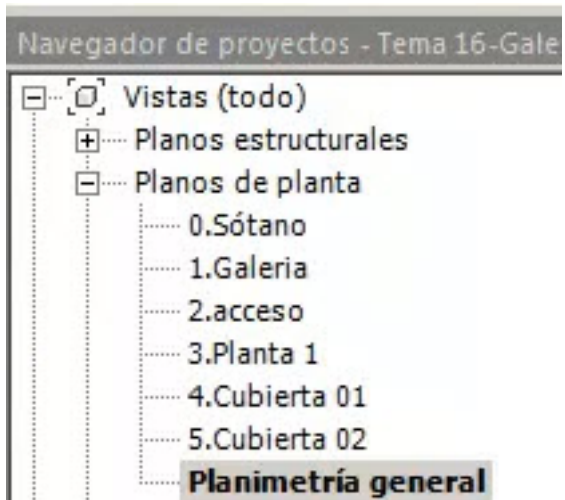 Navegador de proyectos - Tema 16-Gale
Vistas (todo)
Planos estructurales
Planos de planta
0.Sótano
1.Galeria
2.acceso
3.Planta 1
4.Cubierta 01
5.Cubierta 02
Planimetría general